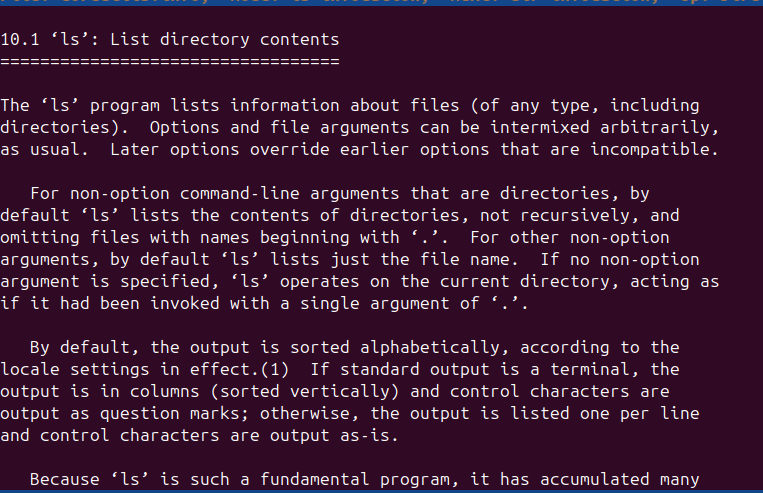 10.1 ‘ls’: List directory contents
==================================
The ‘ls’ program lists information about files (of any type, including
directories).  Options and file arguments can be intermixed arbitrarily,
as usual.  Later options override earlier options that are incompatible.
For non-option command-line arguments that are directories, by
default ‘ls’ lists the contents of directories, not recursively, and
omitting files with names beginning with ‘.’.  For other non-option
arguments, by default ‘ls’ lists just the file name.  If no non-option
argument is specified, ‘ls’ operates on the current directory, acting as
if it had been invoked with a single argument of ‘.’.
By default, the output is sorted alphabetically, according to the
locale settings in effect.(1)  If standard output is a terminal, the
output is in columns (sorted vertically) and control characters are
output as question marks; otherwise, the output is listed one per line
and control characters are output as-is.
Because ‘ls’ is such a fundamental program, it has accumulated many